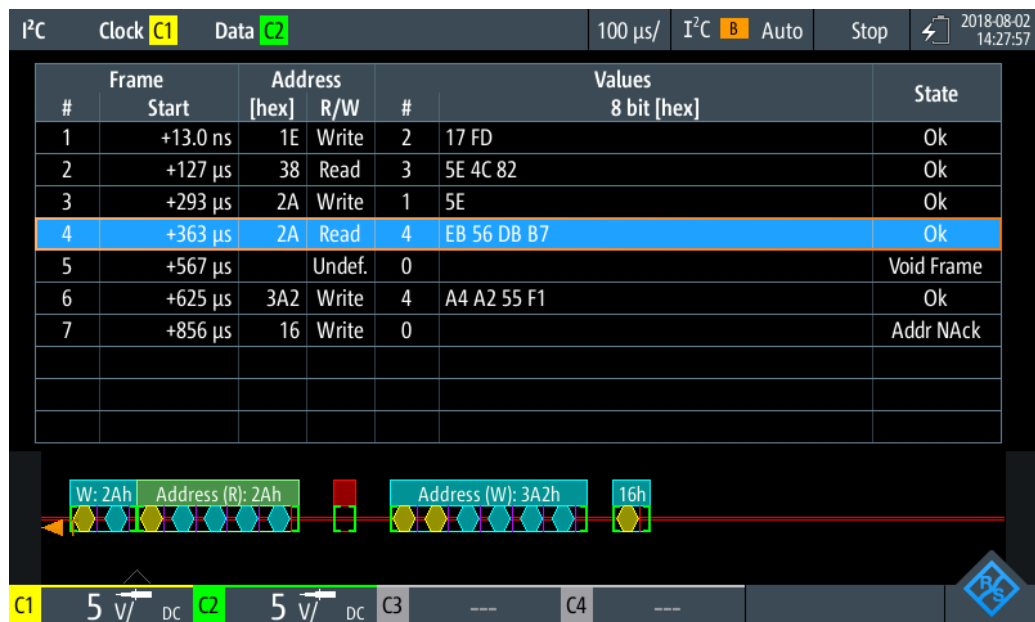 I²C Clock C1 Data C2 100 µs/ I²C B Auto Stop 2018-08-02
14:27:57
Frame Address Values State
# Start [hex] R/W # 8 bit [hex]
1 +13.0 ns 1E Write 2 17 FD Ok
2 +127 µs 38 Read 3 5E 4C 82 Ok
3 +293 µs 2A Write 1 5E Ok
4 +363 µs 2A Read 4 EB 56 DB B7 Ok
5 +567 µs Undef. 0 Void Frame
6 +625 µs 3A2 Write 4 A4 A2 55 F1 Ok
7 +856 µs 16 Write 0 Addr NAck
W: 2Ah Address (R): 2Ah Address (W): 3A2h 16h
C1 5 V/ DC C2 5 V/ DC C3 --- C4 ---
R&S